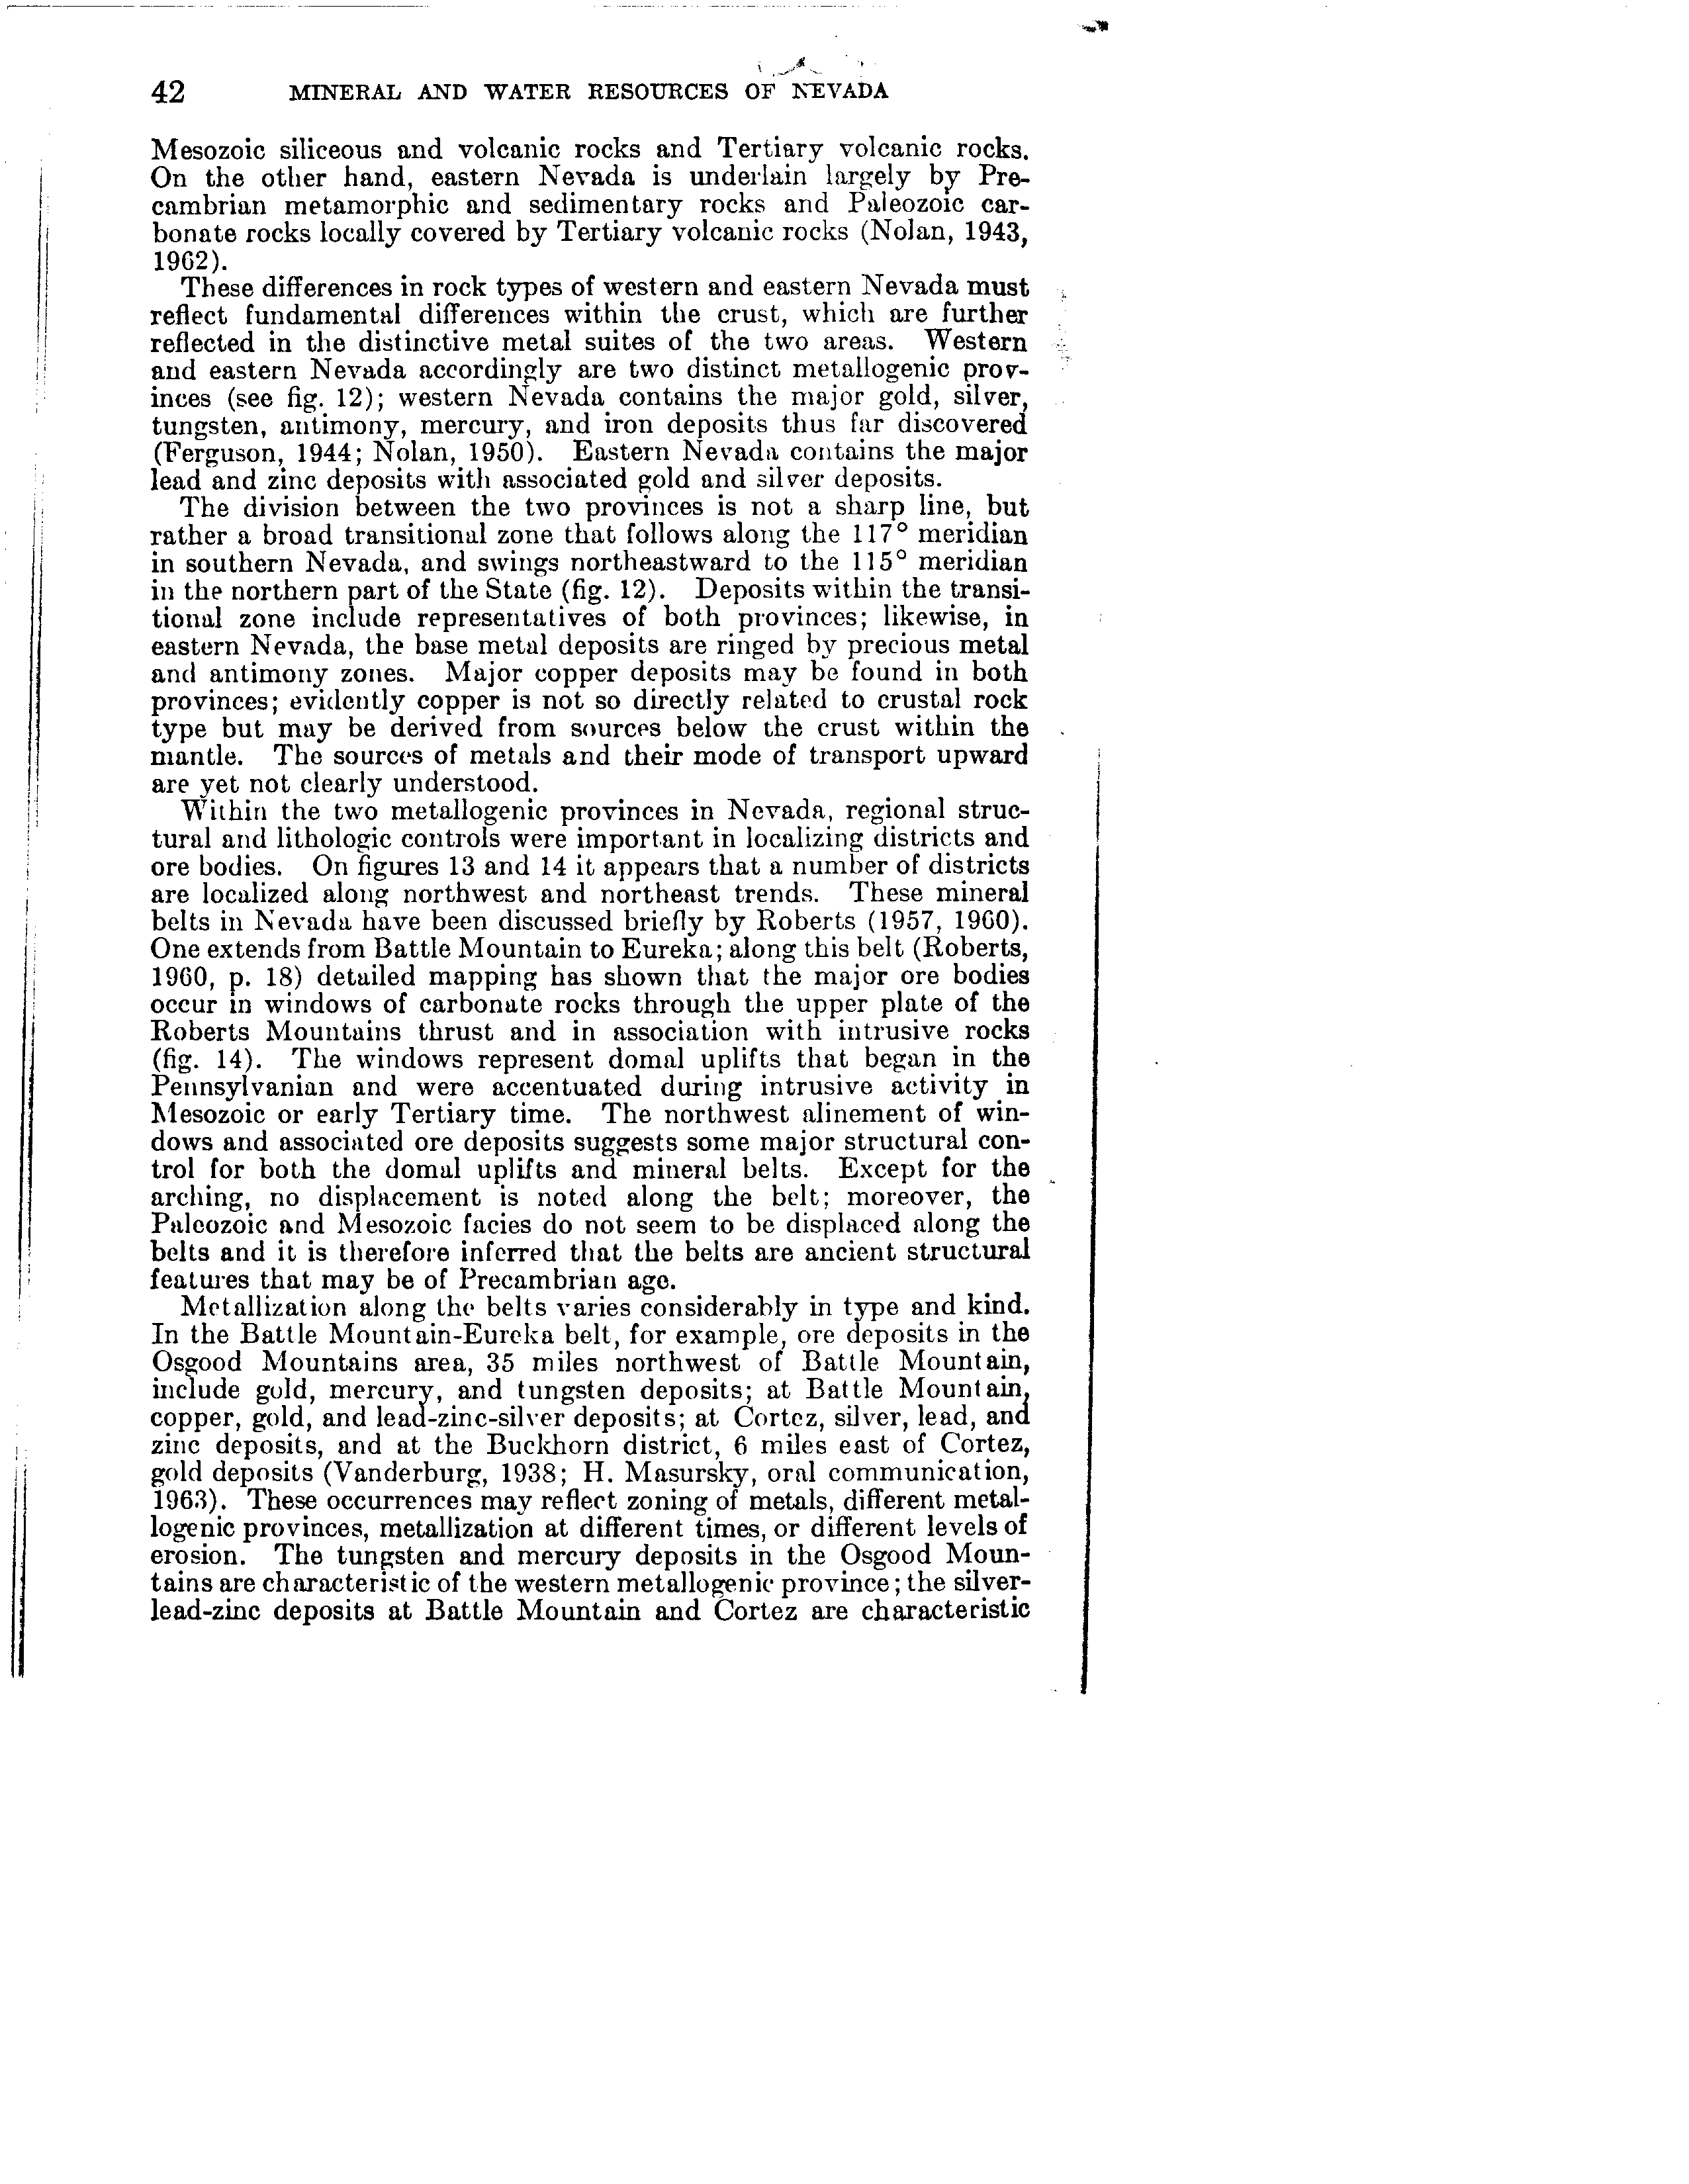 42 MINERAL AND WATER RESOURCES OF NEVADA
Mesozoic siliceous and volcanic rocks and Tertiary volcanic rocks.
On the other hand, eastern Nevada is underlain largely by Pre-
cambrian metamorphic and sedimentary rocks and Paleozoic car-
bonate rocks locally covered by Tertiary volcanic rocks (Nolan, 1943,
1962).
These differences in rock types of western and eastern Nevada must
reflect fundamental differences within the crust, which are further
reflected in the distinctive metal suites of the two areas. Western
and eastern Nevada accordingly are two distinct metallogenic prov-
inces (see fig. 12); western Nevada contains the major gold, silver,
tungsten, antimony, mercury, and iron deposits thus far discovered
(Ferguson, 1944; Nolan, 1950). Eastern Nevada contains the major
lead and zinc deposits with associated gold and silver deposits.
The division between the two provinces is not a sharp line, but
rather a broad transitional zone that follows along the 117° meridian
in southern Nevada, and swings northeastward to the 115° meridian
in the northern part of the State (fig. 12). Deposits within the transi-
tional zone include representatives of both provinces; likewise, in
eastern Nevada, the base metal deposits are ringed by precious metal
and antimony zones. Major copper deposits may be found in both
provinces; evidently copper is not so directly related to crustal rock
type but may be derived from sources below the crust within the
mantle. The sources of metals and their mode of transport upward
are yet not clearly understood.
Within the two metallogenic provinces in Nevada, regional struc-
tural and lithologic controls were important in localizing districts and
ore bodies. On figures 13 and 14 it appears that a number of districts
are localized along northwest and northeast trends. These mineral
belts in Nevada have been discussed briefly by Roberts (1957, 1960).
One extends from Battle Mountain to Eureka; along this belt (Roberts,
1960, p. 18) detailed mapping has shown that the major ore bodies
occur in windows of carbonate rocks through the upper plate of the
Roberts Mountains thrust and in association with intrusive rocks
(fig. 14). The windows represent domal uplifts that began in the
Pennsylvanian and were accentuated during intrusive activity in
Mesozoic or early Tertiary time. The northwest alinement of win-
dows and associated ore deposits suggests some major structural con-
trol for both the domal uplifts and mineral belts. Except for the
arching, no displacement is noted along the belt; moreover, the
Paleozoic and Mesozoic facies do not seem to be displaced along the
belts and it is therefore inferred that the belts are ancient structural
features that may be of Precambrian age.
Metallization along the belts varies considerably in type and kind.
In the Battle Mountain-Eureka belt, for example, ore deposits in the
Osgood Mountains area, 35 miles northwest of Battle Mountain,
include gold, mercury, and tungsten deposits; at Battle Mountain,
copper, gold, and lead-zinc-silver deposits; at Cortez, silver, lead, and
zinc deposits, and at the Buckhorn district, 6 miles east of Cortez,
gold deposits (Vanderburg, 1938; H. Masursky, oral communication,
1963). These occurrences may reflect zoning of metals, different metal-
logenic provinces, metallization at different times, or different levels of
erosion. The tungsten and mercury deposits in the Osgood Moun-
tains are characteristic of the western metallogenic province; the silver-
lead-zinc deposits at Battle Mountain and Cortez are characteristic